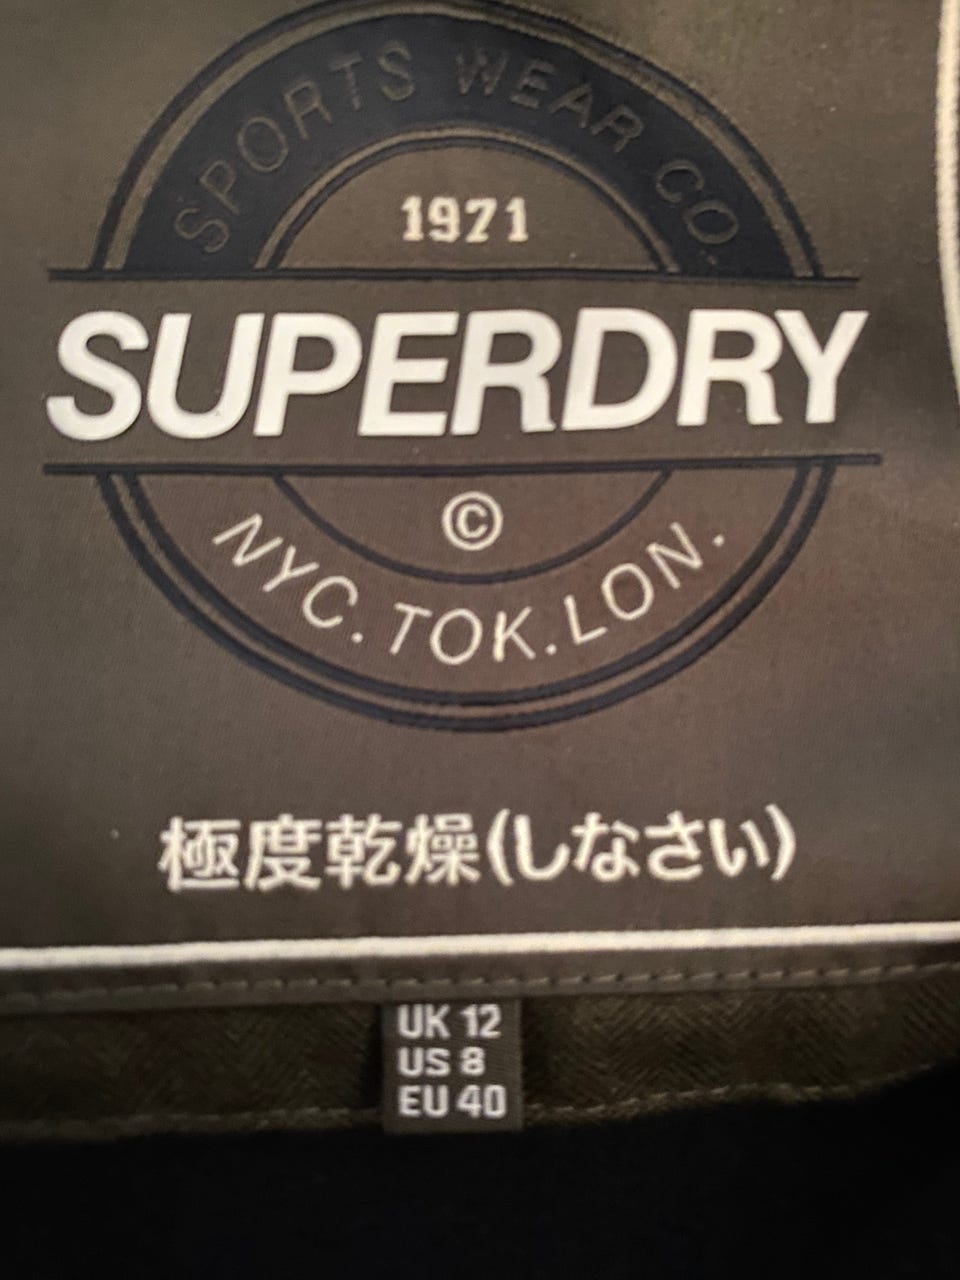 SPORTS WEAR CO.
1971
SUPERDRY
©
NYC.TOK.LON.
極度乾燥(しなさい)
UK 12
US 8
EU 40